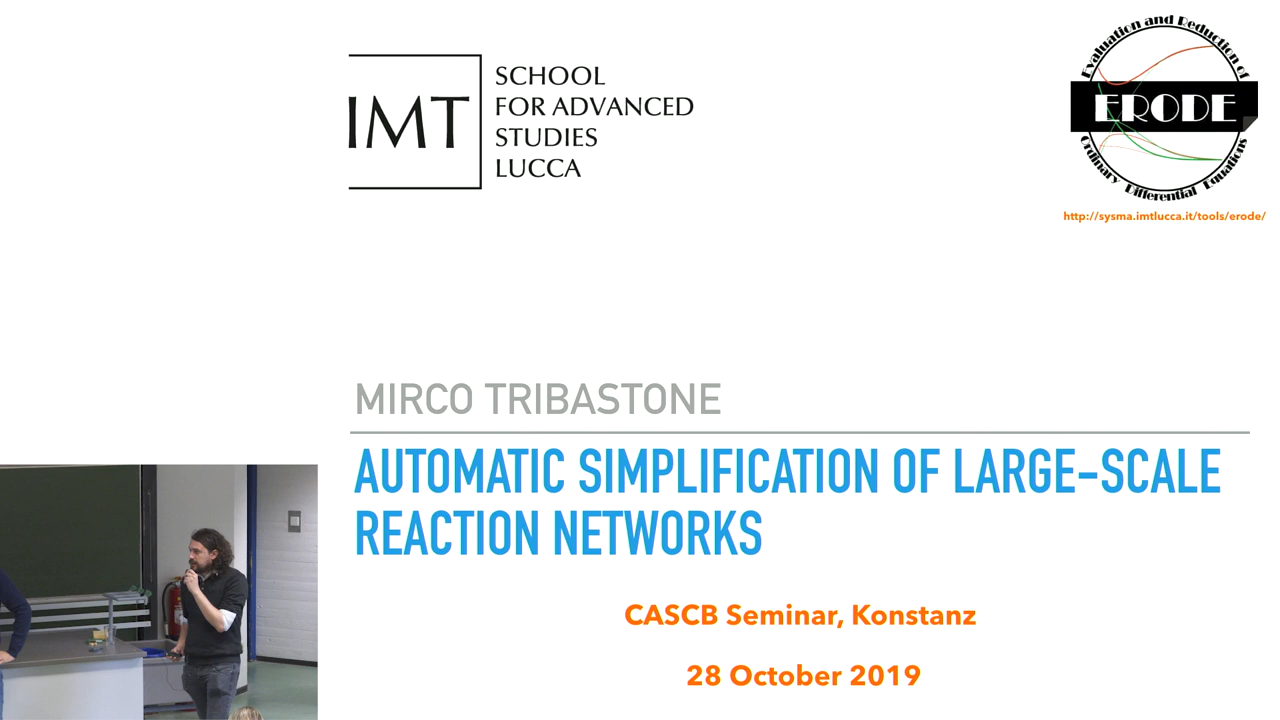 IMT
SCHOOL
FOR ADVANCED
STUDIES
LUCCA
Evaluation and Reduction of
ERODE
Ordinary Differential Equations
http://sysma.imtlucca.it/tools/erode/
MIRCO TRIBASTONE
AUTOMATIC SIMPLIFICATION OF LARGE-SCALE
REACTION NETWORKS
CASCB Seminar, Konstanz
28 October 2019